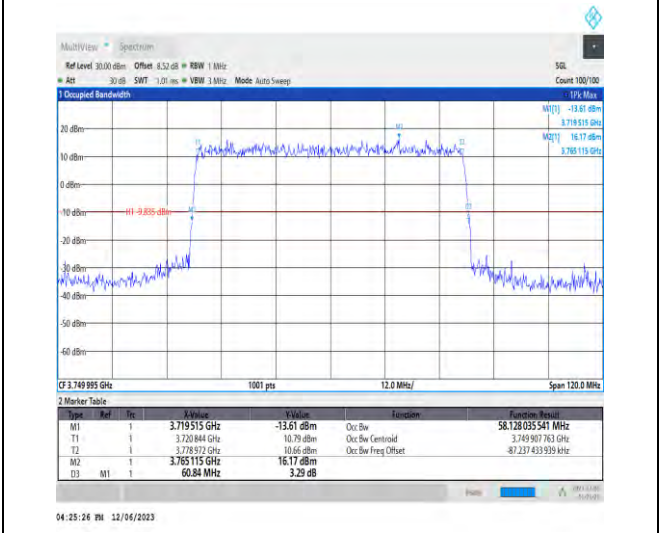 MultiView Spectrum
Ref Level 30.00 dBm Offset 8.52 dB RBW 1 MHz SGL
Att 30 dB SWT 1.01 ms VBW 3 MHz Mode Auto Sweep Count 100/100
1 Occupied Bandwidth 1Pk Max
M1[1] -13.61 dBm
3.719 515 GHz
M2[1] 16.17 dBm
3.765 115 GHz
20 dBm
10 dBm
0 dBm
-10 dBm H1 -9.835 dBm
-20 dBm
-30 dBm
-40 dBm
-50 dBm
-60 dBm
M2
T1
M1
D3
CF 3.749 995 GHz 1001 pts 12.0 MHz/ Span 120.0 MHz
2 Marker Table
Type Ref Trc X-Value Y-Value Function Function Result
M1 1 3.719 515 GHz -13.61 dBm Occ Bw 58.128 035 541 MHz
T1 1 3.720 844 GHz 10.79 dBm Occ Bw Centroid 3.749 907 763 GHz
T2 1 3.778 972 GHz 10.66 dBm Occ Bw Freq Offset -87.237 433 939 kHz
M2 1 3.765 115 GHz 16.17 dBm
D3 M1 1 60.84 MHz 3.29 dB
04:25:26 PM 12/06/2023